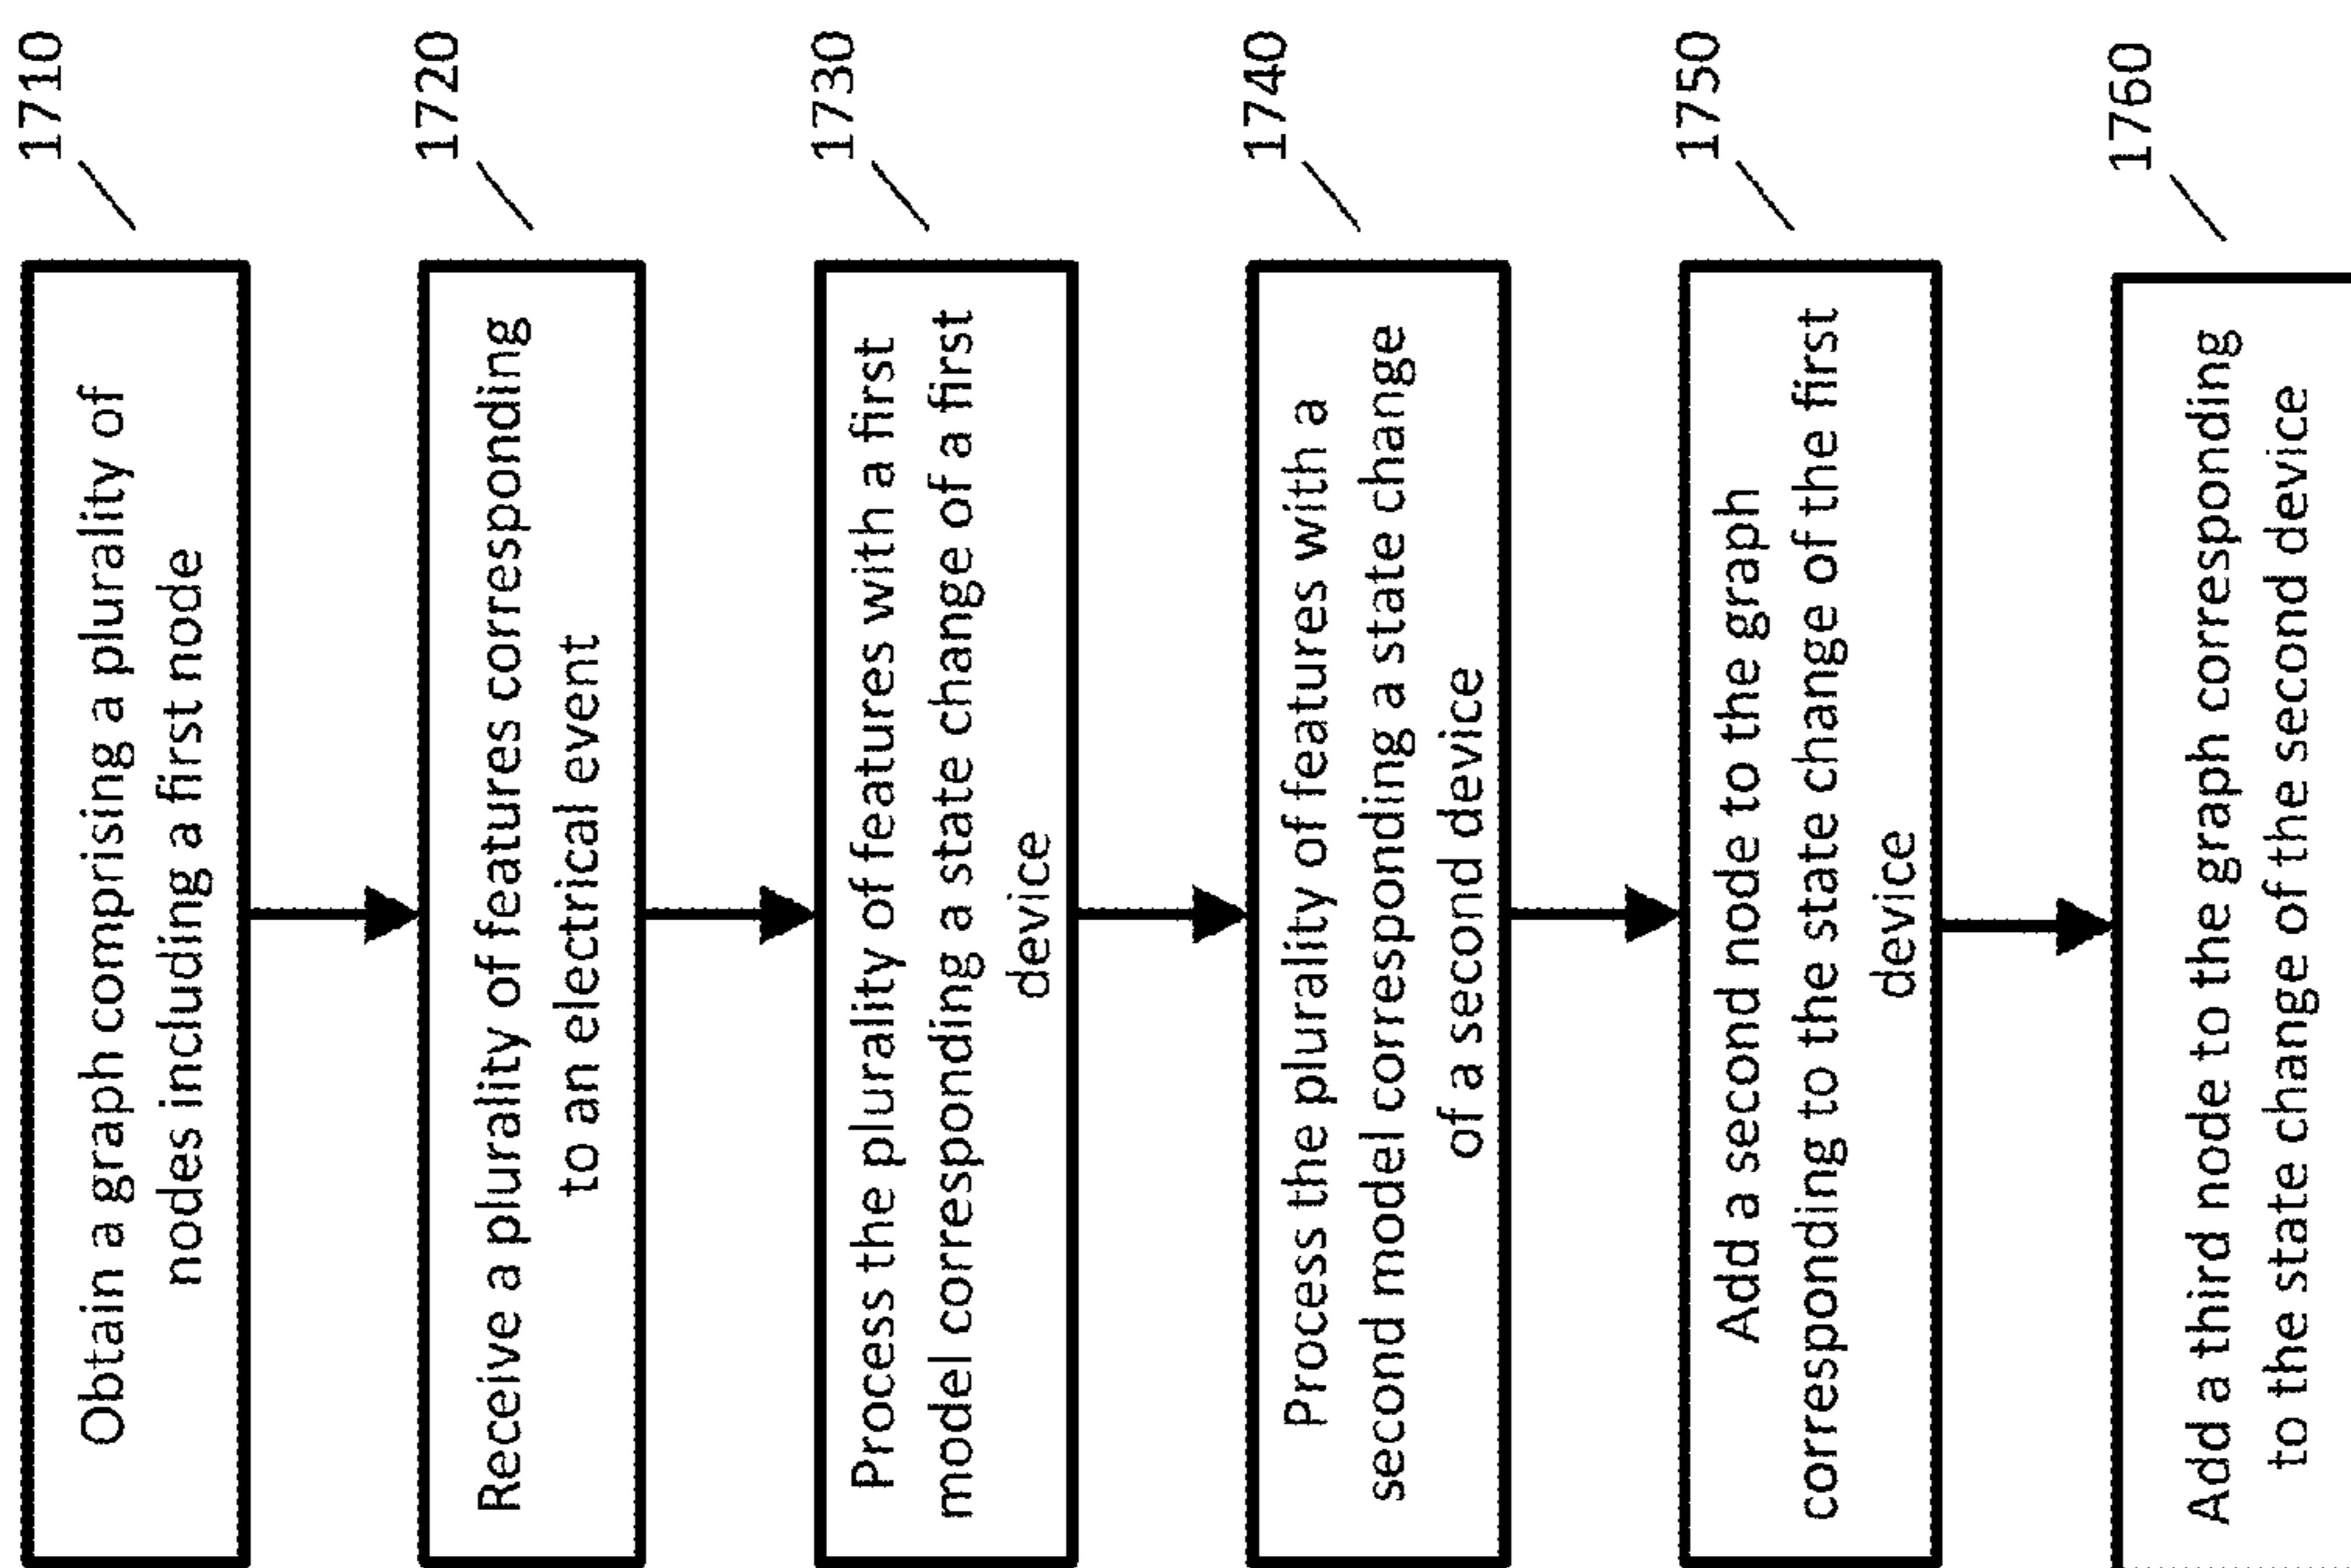 1710
Obtain a graph comprising a plurality of
nodes including a first node
1720
Receive a plurality of features corresponding
to an electrical event
1730
Process the plurality of features with a first
model corresponding a state change of a first
device
1740
Process the plurality of features with a
second model corresponding a state change
of a second device
1750
Add a second node to the graph
corresponding to the state change of the first
device
1760
Add a third node to the graph corresponding
to the state change of the second device